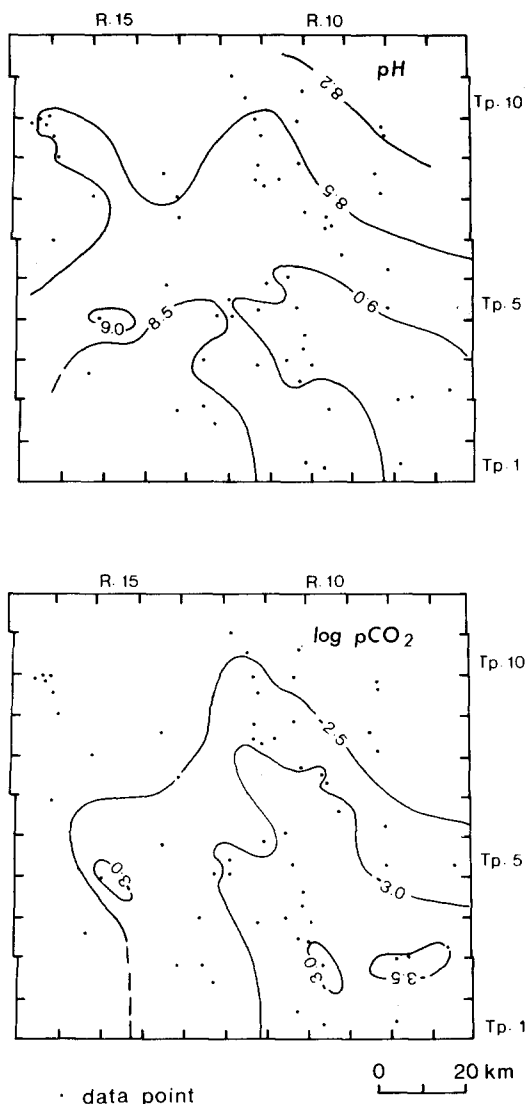 R. 15 R. 10
pH
8.2
Tp. 10
8.5
9.0
8.5
9.0
Tp. 5
Tp. 1
R. 15 R. 10
log pCO₂
Tp. 10
-2.5
-3.0
Tp. 5
-3.0
-3.0
-3.5
Tp. 1
0 20 km
· data point